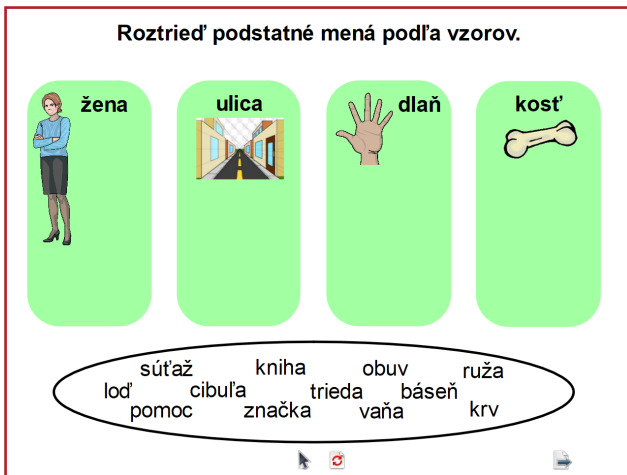 Roztrieď podstatné mená podľa vzorov.
žena ulica dlaň kosť
súťaž kniha obuv ruža
loď cibuľa trieda báseň
pomoc značka vaňa krv